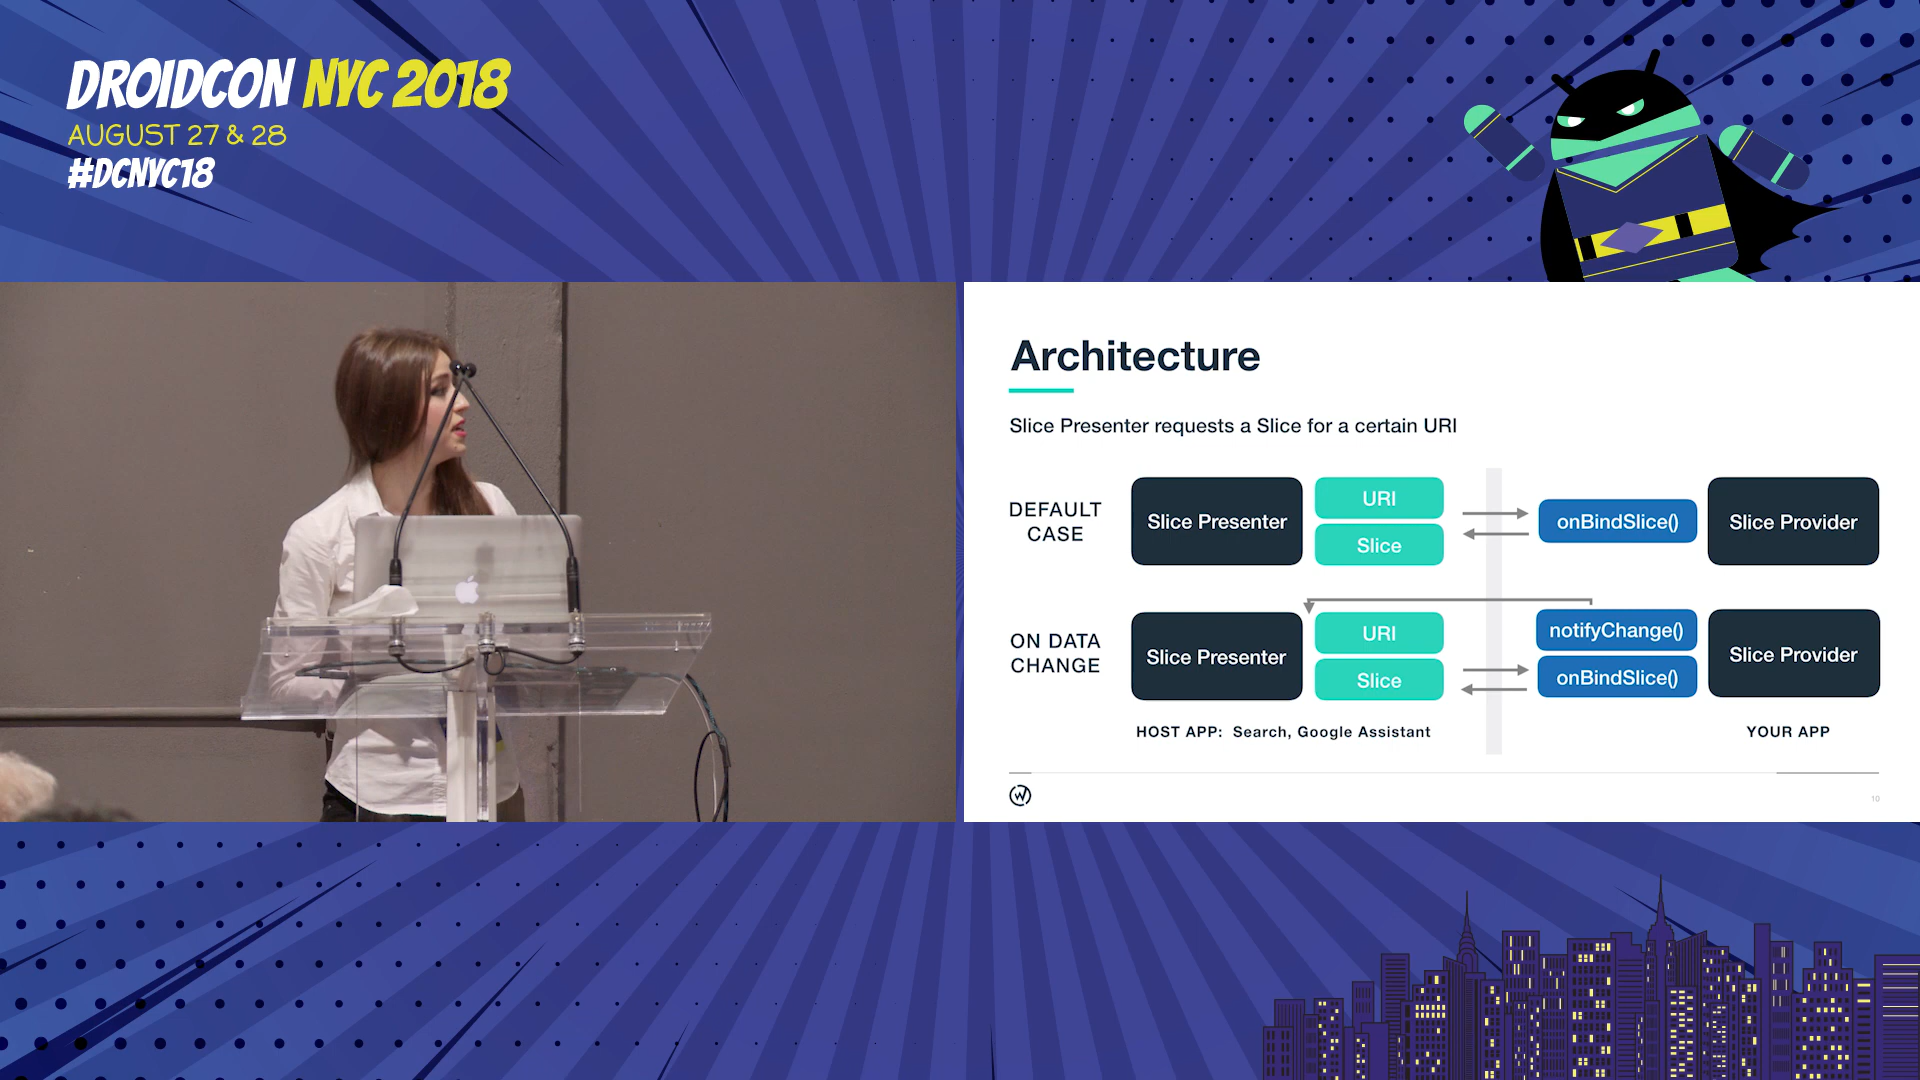 DROIDCON NYC 2018
AUGUST 27 & 28
#DCNYC18
Architecture
Slice Presenter requests a Slice for a certain URI
DEFAULT
CASE
Slice Presenter
URI
Slice
onBindSlice()
Slice Provider
ON DATA
CHANGE
Slice Presenter
URI
Slice
notifyChange()
onBindSlice()
Slice Provider
HOST APP: Search, Google Assistant
YOUR APP
10